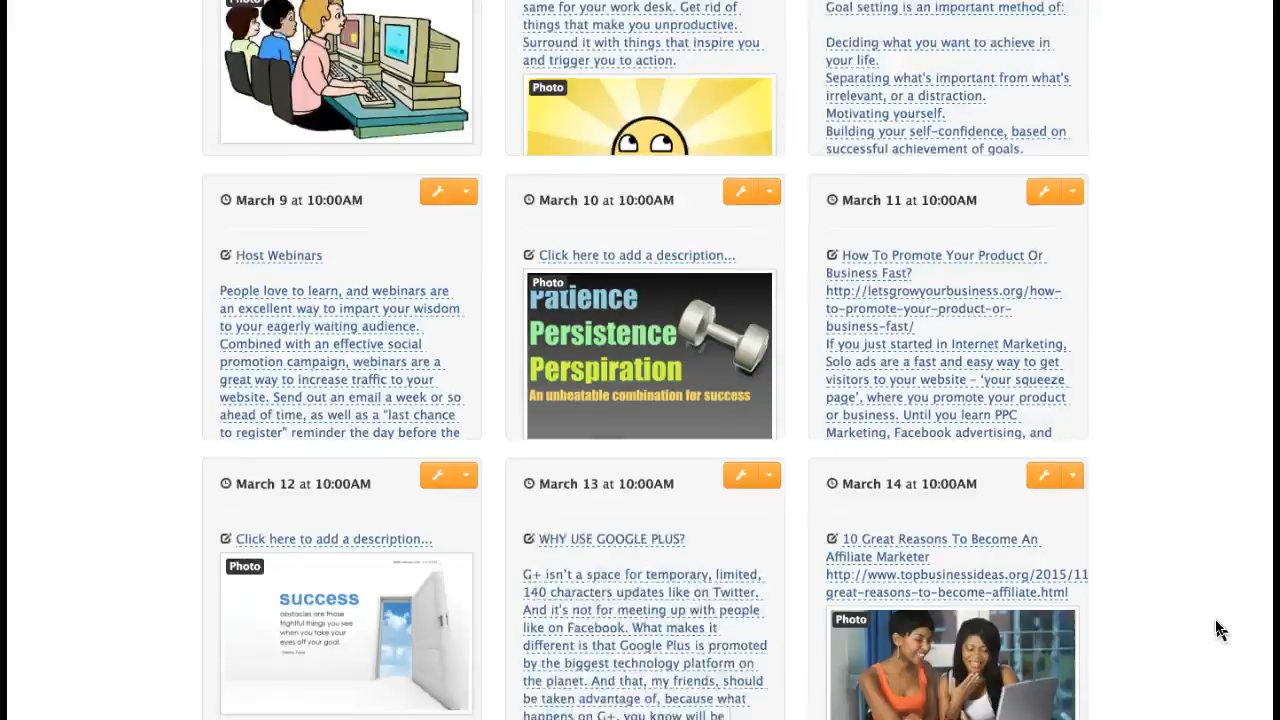 Photo
same for your work desk. Get rid of
things that make you unproductive.
Surround it with things that inspire you
and trigger you to action.
Photo
Goal setting is an important method of:
Deciding what you want to achieve in
your life.
Separating what's important from what's
irrelevant, or a distraction.
Motivating yourself.
Building your self-confidence, based on
successful achievement of goals.
March 9 at 10:00AM
Host Webinars
People love to learn, and webinars are
an excellent way to impart your wisdom
to your eagerly waiting audience.
Combined with an effective social
promotion campaign, webinars are a
great way to increase traffic to your
website. Send out an email a week or so
ahead of time, as well as a "last chance
to register" reminder the day before the
March 10 at 10:00AM
Click here to add a description...
Photo
Patience
Persistence
Perspiration
An unbeatable combination for success
March 11 at 10:00AM
How To Promote Your Product Or
Business Fast?
http://letsgrowyourbusiness.org/how-
to-promote-your-product-or-
business-fast/
If you just started in Internet Marketing,
Solo ads are a fast and easy way to get
visitors to your website – 'your squeeze
page', where you promote your product
or business. Until you learn PPC
Marketing, Facebook advertising, and
March 12 at 10:00AM
Click here to add a description...
Photo
success
obstacles are those
frightful things you see
when you take your
eyes off your goal.
March 13 at 10:00AM
WHY USE GOOGLE PLUS?
G+ isn't a space for temporary, limited,
140 characters updates like on Twitter.
And it's not for meeting up with people
like on Facebook. What makes it
different is that Google Plus is promoted
by the biggest technology platform on
the planet. And that, my friends, should
be taken advantage of, because what
happens on G+, you know will be
March 14 at 10:00AM
10 Great Reasons To Become An
Affiliate Marketer
http://www.topbusinessideas.org/2015/11
great-reasons-to-become-affiliate.html
Photo